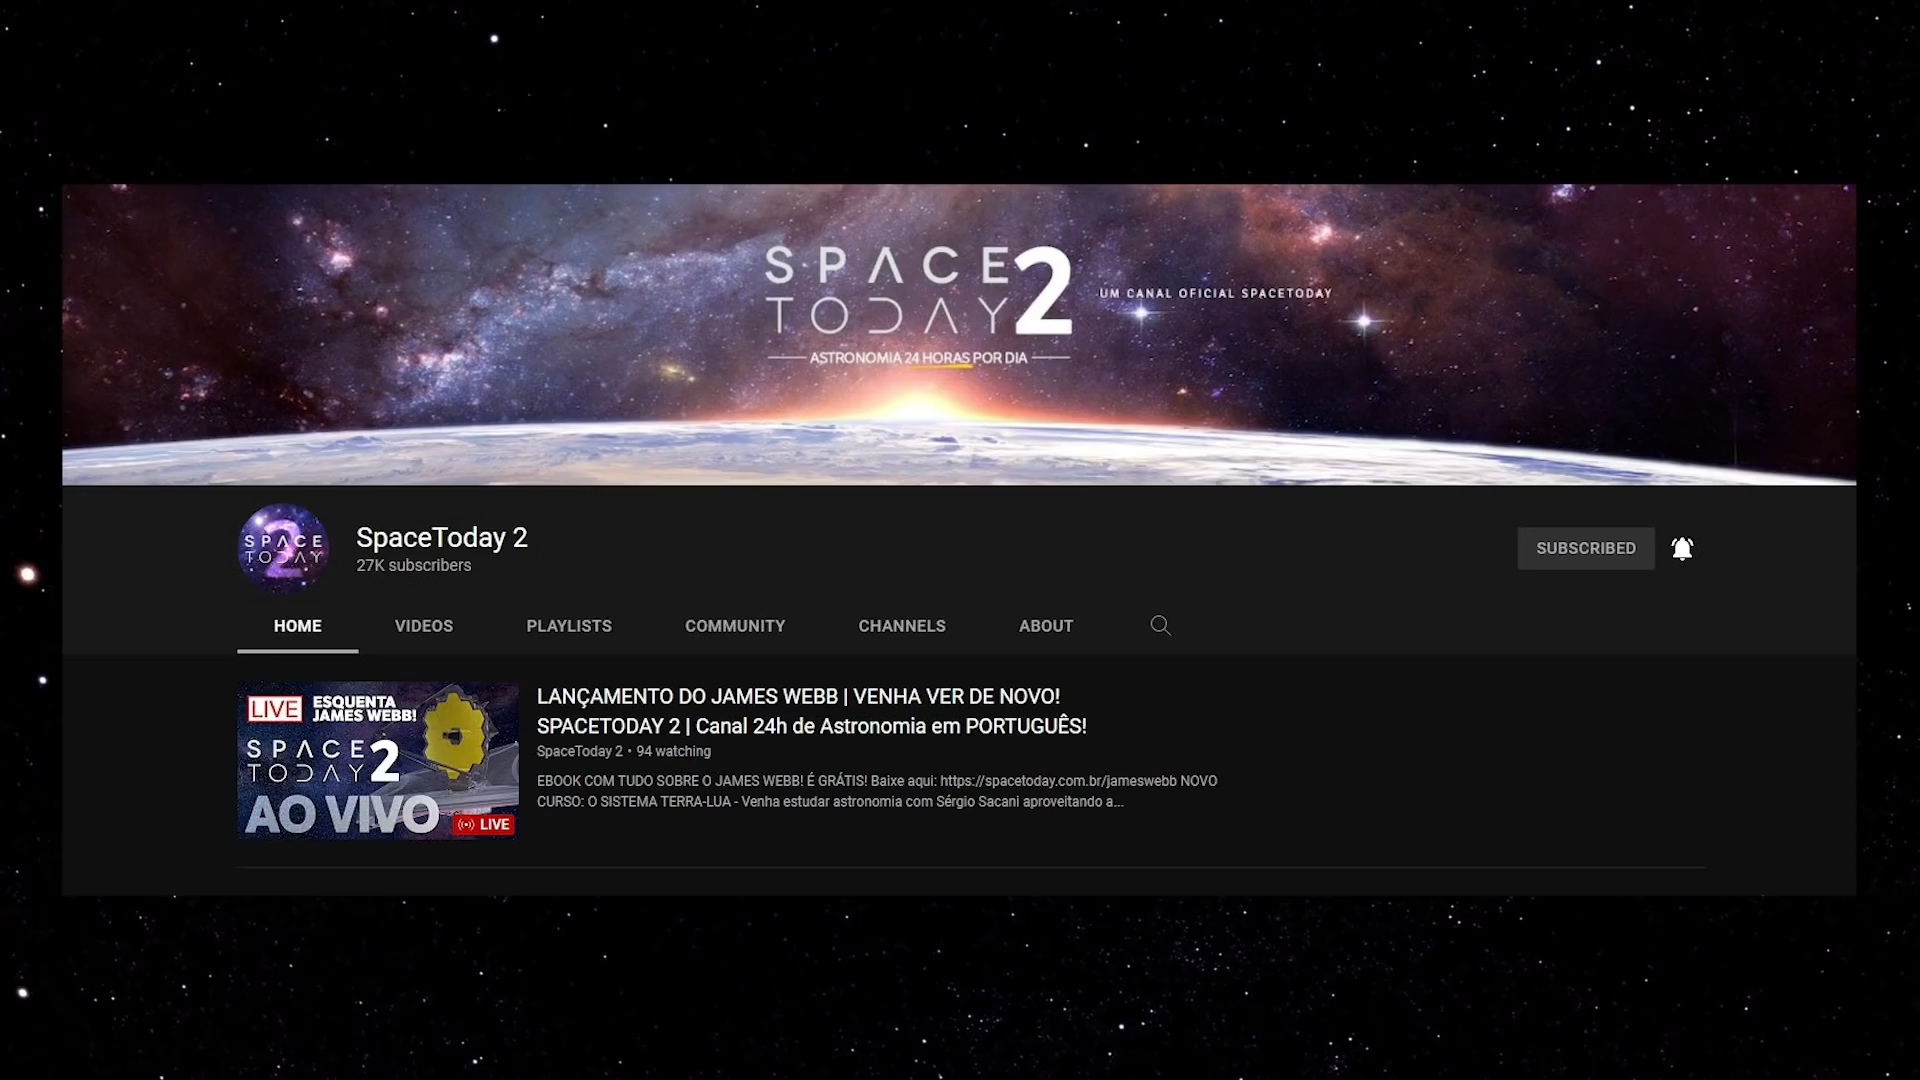 SPACE
TODAY 2
UM CANAL OFICIAL SPACETODAY
ASTRONOMIA 24 HORAS POR DIA
SPACE
TODAY
2
SpaceToday 2
27K subscribers
SUBSCRIBED
HOME
VIDEOS
PLAYLISTS
COMMUNITY
CHANNELS
ABOUT
LIVE
ESQUENTA
JAMES WEBB!
SPACE
TODAY 2
AO VIVO
LIVE
LANÇAMENTO DO JAMES WEBB | VENHA VER DE NOVO!
SPACETODAY 2 | Canal 24h de Astronomia em PORTUGUÊS!
SpaceToday 2 • 94 watching
EBOOK COM TUDO SOBRE O JAMES WEBB! É GRÁTIS! Baixe aqui: https://spacetoday.com.br/jameswebb NOVO
CURSO: O SISTEMA TERRA-LUA - Venha estudar astronomia com Sérgio Sacani aproveitando a...